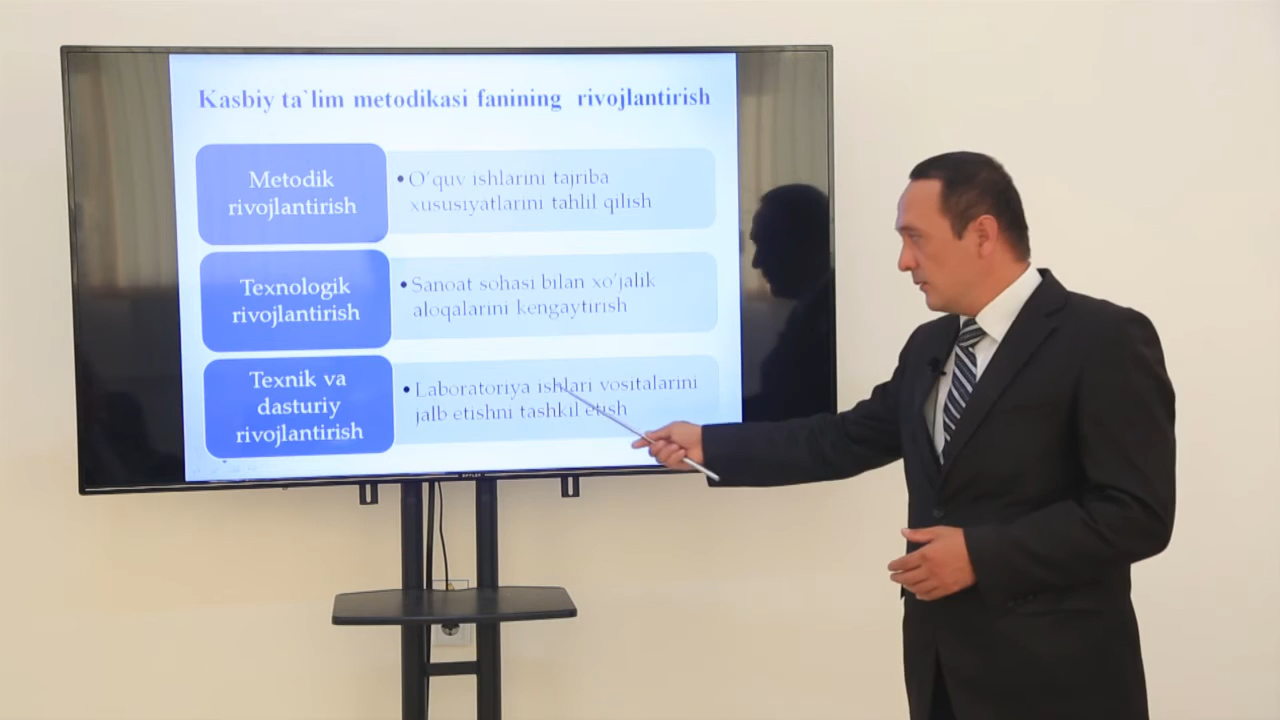 Kasbiy ta`lim metodikasi fanining rivojlantirish
Metodik
rivojlantirish
• O‘quv ishlarini tajriba
xususiyatlarini tahlil qilish
Texnologik
rivojlantirish
• Sanoat sohasi bilan xo‘jalik
aloqalarini kengaytirish
Texnik va
dasturiy
rivojlantirish
• Laboratoriya ishlari vositalarini
jalb etishni tashkil etish